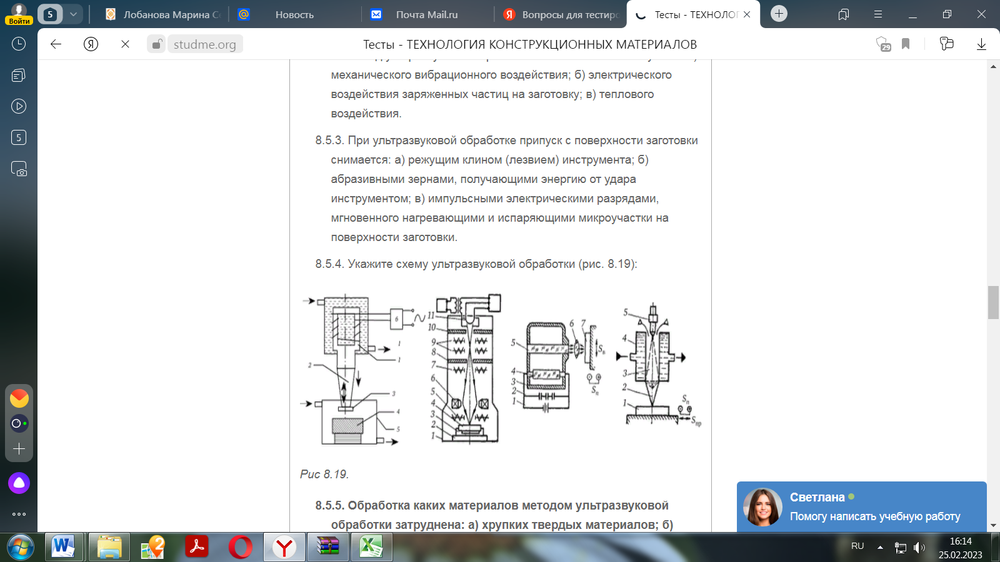 5
Лобанова Марина Се
Новость
Почта Mail.ru
Вопросы для тестиро
Тесты - ТЕХНОЛОГ
Войти
studme.org
Тесты - ТЕХНОЛОГИЯ КОНСТРУКЦИОННЫХ МАТЕРИАЛОВ
29
5
механического вибрационного воздействия; б) электрического
воздействия заряженных частиц на заготовку; в) теплового
воздействия.
8.5.3. При ультразвуковой обработке припуск с поверхности заготовки
снимается: а) режущим клином (лезвием) инструмента; б)
абразивными зернами, получающими энергию от удара
инструментом; в) импульсными электрическими разрядами,
мгновенного нагревающими и испаряющими микроучастки на
поверхности заготовки.
8.5.4. Укажите схему ультразвуковой обработки (рис. 8.19):
6
1
1
2
3
4
5
11
10
9
8
7
6
5
4
3
2
1
5
4
3
2
1
6 7
Sв
Sп
5
4
3
2
1
Sп
Sпр
Рис 8.19.
8.5.5. Обработка каких материалов методом ультразвуковой
обработки затруднена: а) хрупких твердых материалов; б)
Светлана
Помогу написать учебную работу
RU
16:14
25.02.2023